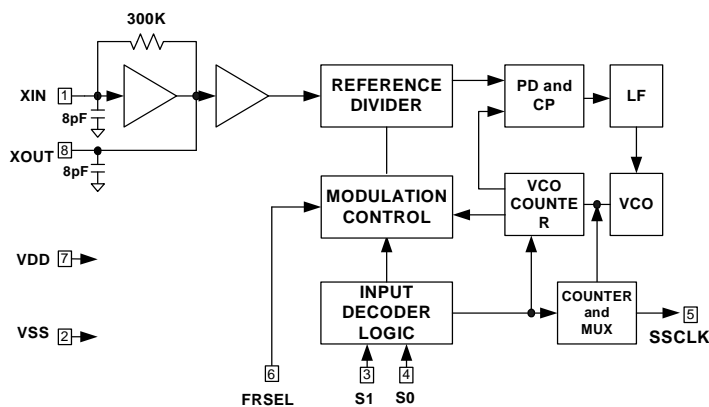 300K
XIN 1
8pF
XOUT 8
8pF
VDD 7
VSS 2
REFERENCE
DIVIDER
PD and
CP
LF
MODULATION
CONTROL
VCO
COUNTE
R
VCO
INPUT
DECODER
LOGIC
COUNTER
and
MUX
5
SSCLK
6
FRSEL
3
S1
4
S0